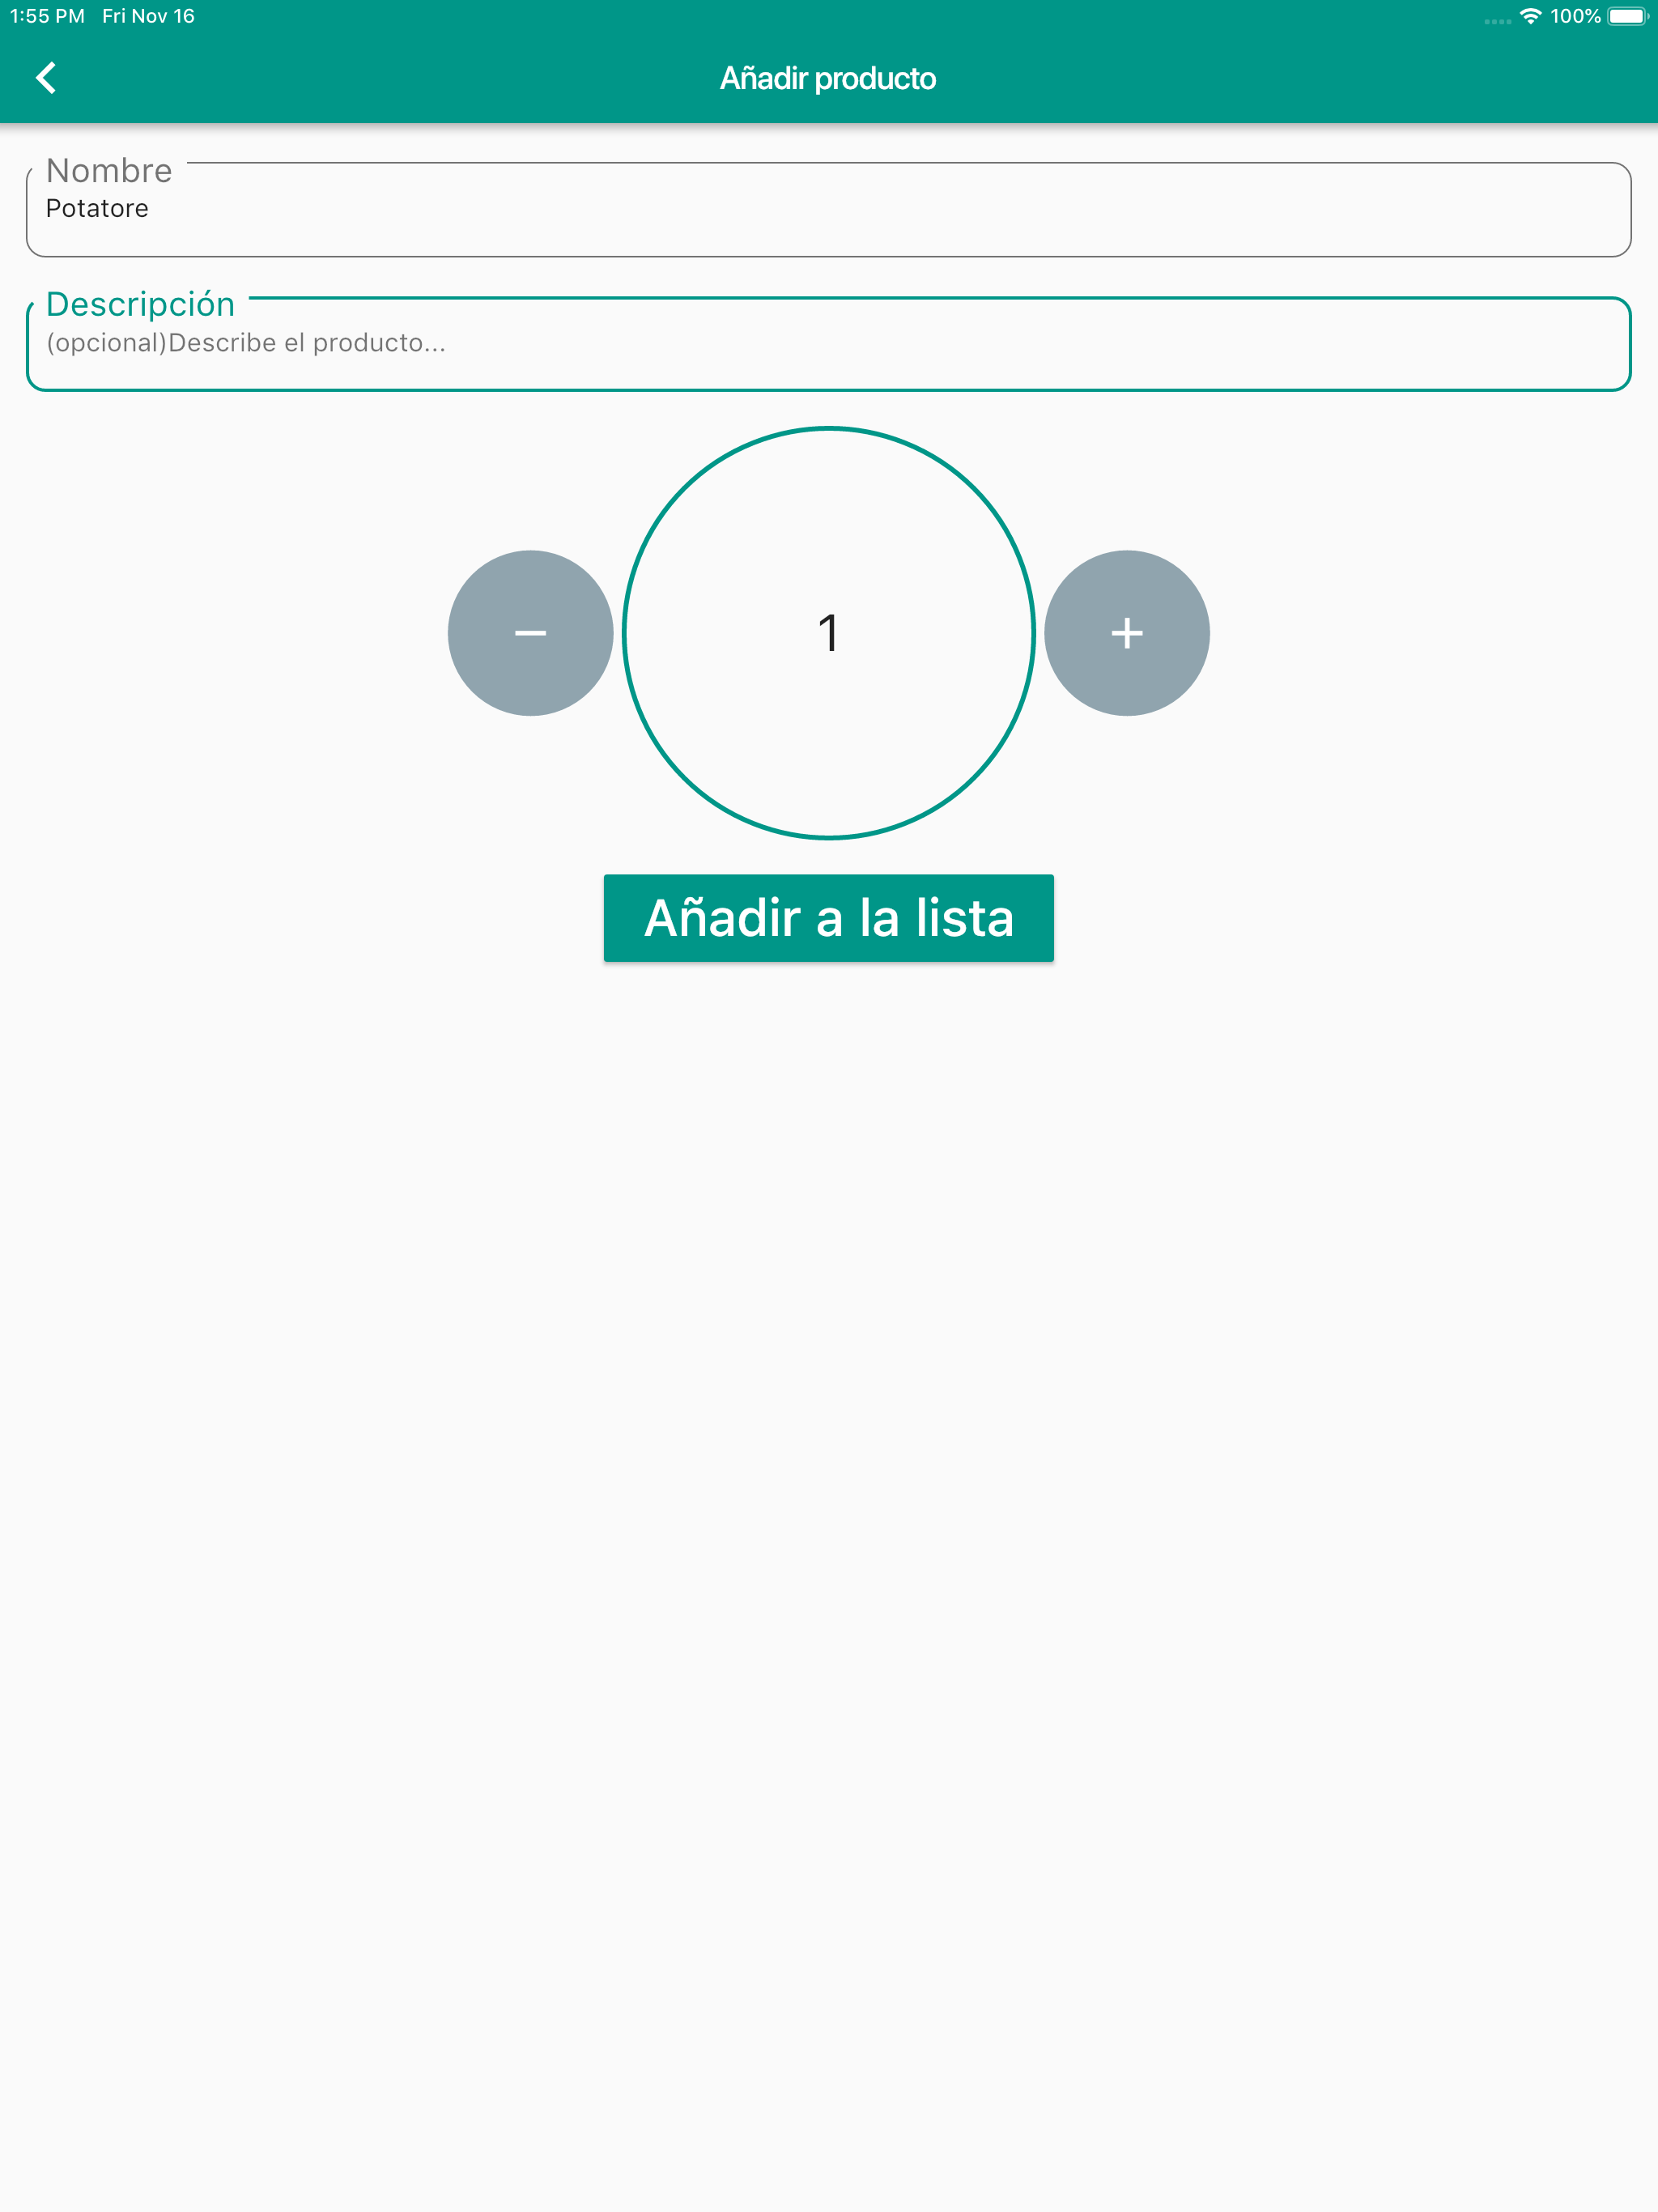 1:55 PM Fri Nov 16 100%
Añadir producto
Nombre
Potatore
Descripción
(opcional)Describe el producto...
− 1 +
Añadir a la lista